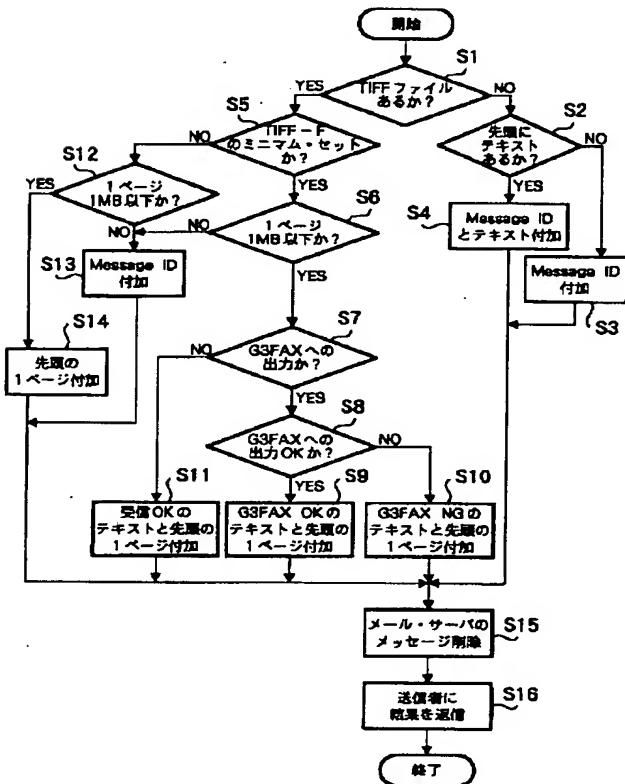 開始
S1
TIFFファイル
あるか？
YES
NO
S5
TIFF－F
のミニマム・セット
か？
NO
YES
S2
先頭に
テキスト
あるか？
NO
YES
S12
1ページ
1MB以下か？
YES
NO
S6
1ページ
1MB以下か？
NO
YES
S4
Message ID
とテキスト付加
S13
Message ID
付加
Message ID
付加
S3
S14
先頭の
1ページ付加
S7
G3FAXへの
出力か？
NO
YES
S8
G3FAXへの
出力OKか？
NO
YES
S11
受信OKの
テキストと先頭の
1ページ付加
S9
G3FAX OKの
テキストと先頭の
1ページ付加
S10
G3FAX NGの
テキストと先頭の
1ページ付加
メール・サーバの
メッセージ削除
S15
送信者に
結果を返信
S16
終了